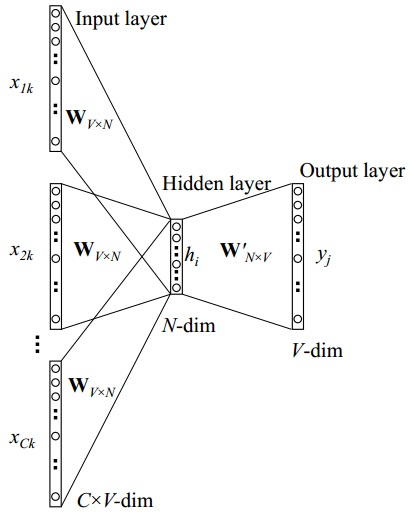 Input layer
x1k
WV×N
Hidden layer
Output layer
x2k
WV×N
hi
W'N×V
yj
N-dim
V-dim
WV×N
xCk
C×V-dim